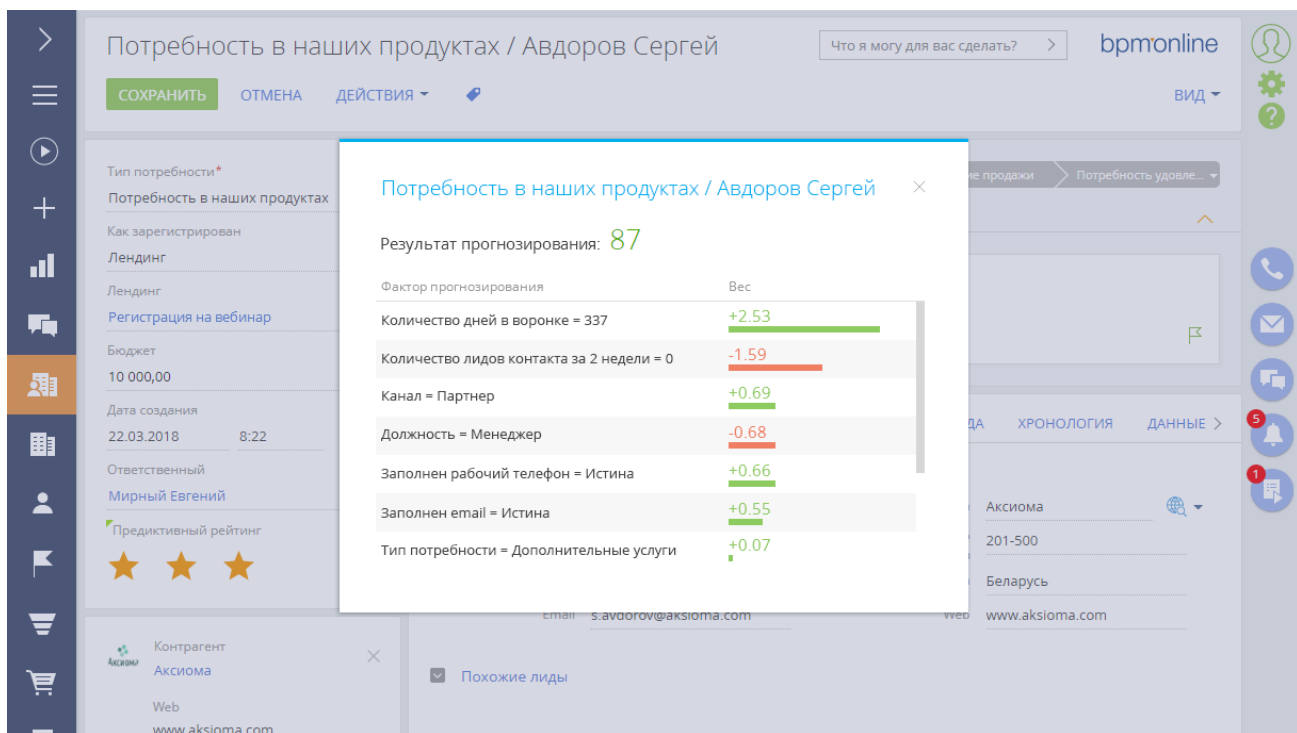 Потребность в наших продуктах / Авдоров Сергей
Что я могу для вас сделать?
bpmonline
СОХРАНИТЬ
ОТМЕНА
ДЕЙСТВИЯ
ВИД
Тип потребности*
Потребность в наших продуктах
Как зарегистрирован
Лендинг
Лендинг
Регистрация на вебинар
Бюджет
10 000,00
Дата создания
22.03.2018 8:22
Ответственный
Мирный Евгений
Предиктивный рейтинг
Контрагент
Аксиома
Аксиома
Web
www.aksioma.com
Потребность в наших продуктах / Авдоров Сергей
Результат прогнозирования: 87
Фактор прогнозирования Вес
Количество дней в воронке = 337 +2.53
Количество лидов контакта за 2 недели = 0 -1.59
Канал = Партнер +0.69
Должность = Менеджер -0.68
Заполнен рабочий телефон = Истина +0.66
Заполнен email = Истина +0.55
Тип потребности = Дополнительные услуги +0.07
продажи
Потребность удовле...
ХРОНОЛОГИЯ
ДАННЫЕ
Аксиома
201-500
Беларусь
Email s.avdorov@aksioma.com
Web www.aksioma.com
Похожие лиды
5
1